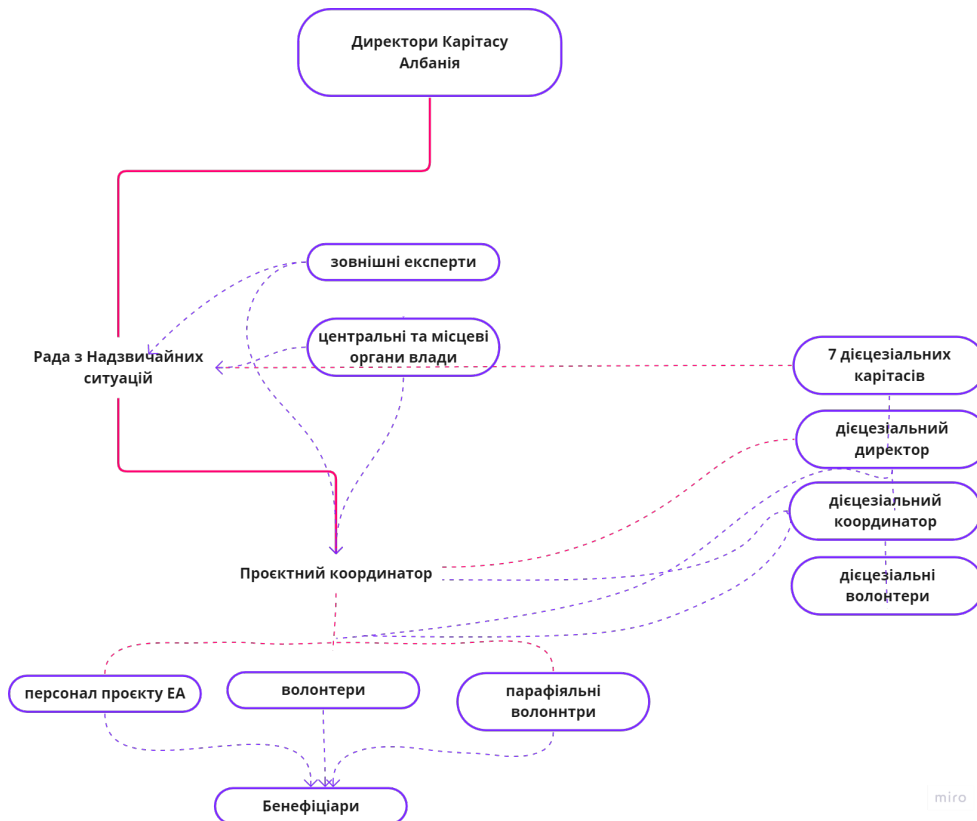 Директори Карітасу
Албанія
зовнішні експерти
центральні та місцеві
органи влади
Рада з Надзвичайних
ситуацій
7 дієцезіальних
карітасів
дієцезіальний
директор
дієцезіальний
координатор
дієцезіальні
волонтери
Проєктний координатор
персонал проєкту ЕА
волонтери
парафіяльні
волоннтри
Бенефіціари
miro